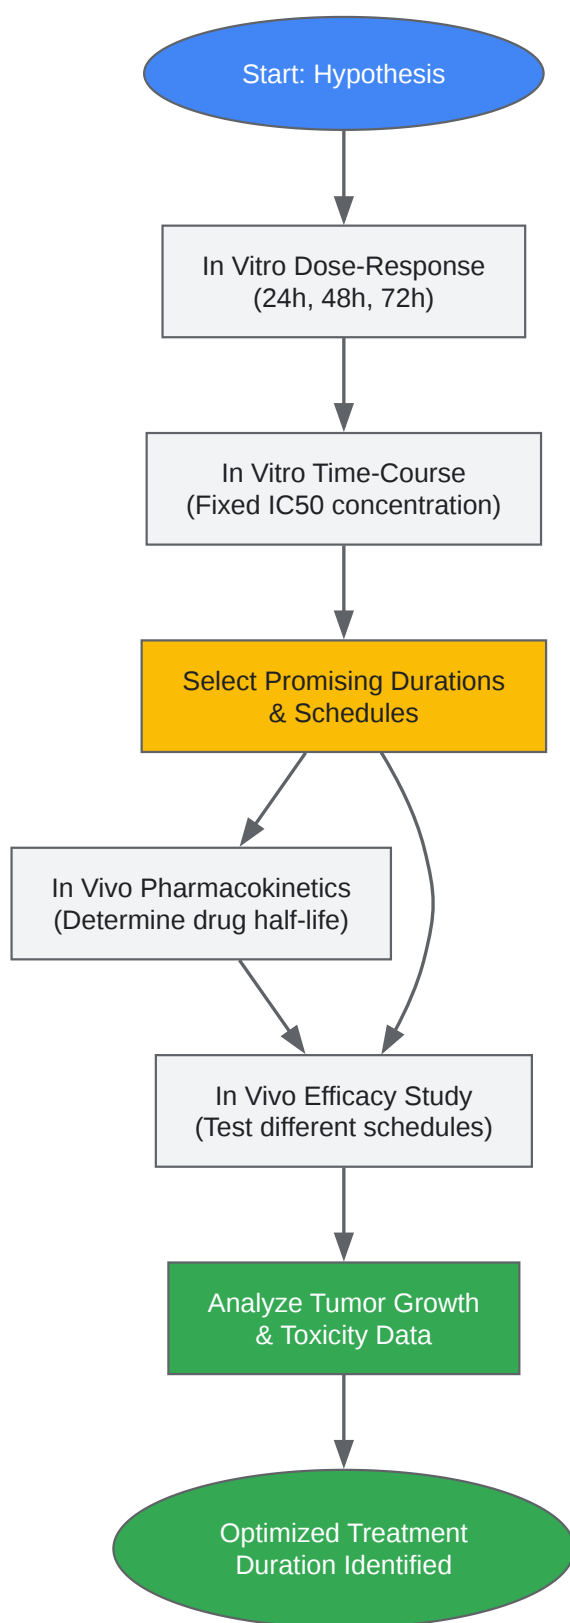 Start: Hypothesis
In Vitro Dose-Response
(24h, 48h, 72h)
In Vitro Time-Course
(Fixed IC50 concentration)
Select Promising Durations
& Schedules
In Vivo Pharmacokinetics
(Determine drug half-life)
In Vivo Efficacy Study
(Test different schedules)
Analyze Tumor Growth
& Toxicity Data
Optimized Treatment
Duration Identified